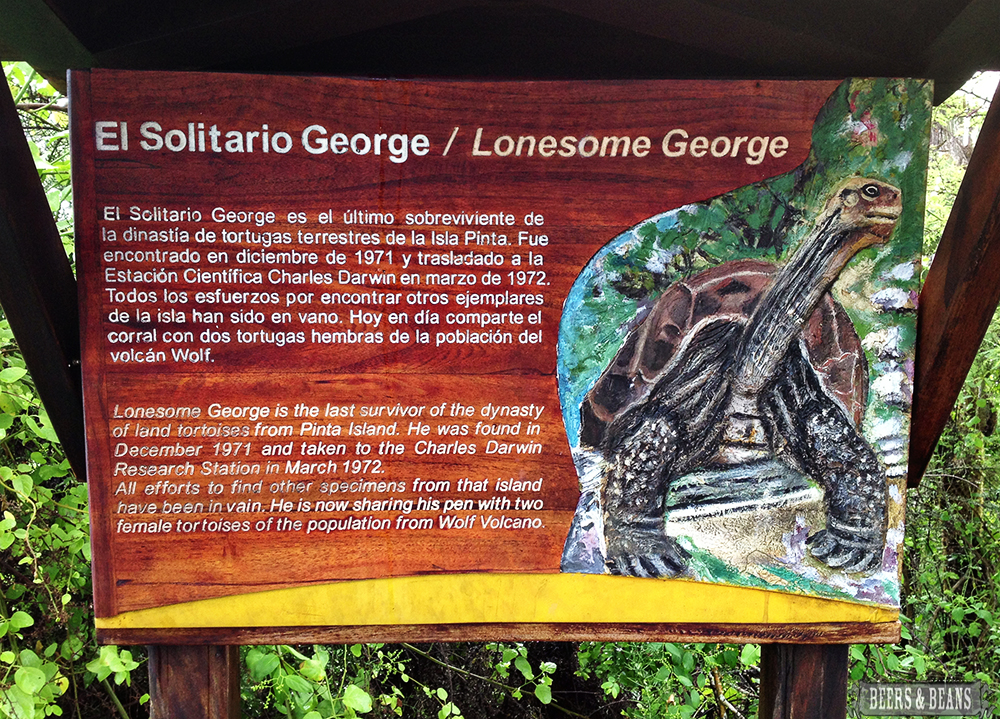 El Solitario George / Lonesome George
El Solitario George es el último sobreviviente de
la dinastía de tortugas terrestres de la Isla Pinta. Fue
encontrado en diciembre de 1971 y trasladado a la
Estación Científica Charles Darwin en marzo de 1972.
Todos los esfuerzos por encontrar otros ejemplares
de la isla han sido en vano. Hoy en día comparte el
corral con dos tortugas hembras de la población del
volcán Wolf.
Lonesome George is the last survivor of the dynasty
of land tortoises from Pinta Island. He was found in
December 1971 and taken to the Charles Darwin
Research Station in March 1972.
All efforts to find other specimens from that island
have been in vain. He is now sharing his pen with two
female tortoises of the population from Wolf Volcano.
BEERS & BEANS